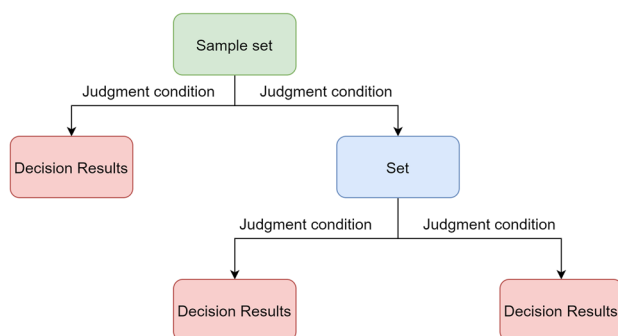 Sample set
Judgment condition
Judgment condition
Decision Results
Set
Judgment condition
Judgment condition
Decision Results
Decision Results